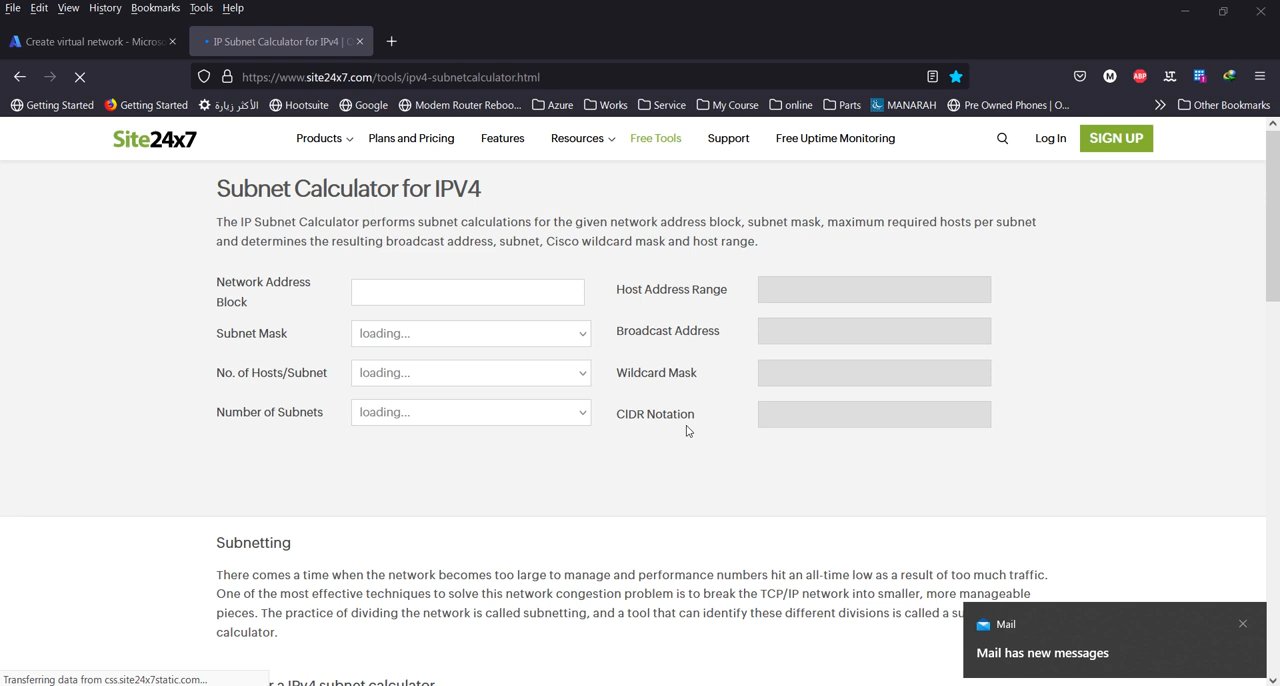 File Edit View History Bookmarks Tools Help
Create virtual network - Microso
IP Subnet Calculator for IPv4 |
https://www.site24x7.com/tools/ipv4-subnetcalculator.html
ABP
Getting Started Getting Started الأكثر زيارة Hootsuite Google Modem Router Reboo... Azure Works Service My Course online Parts MANARAH Pre Owned Phones | O... Other Bookmarks
Site24x7 Products Plans and Pricing Features Resources Free Tools Support Free Uptime Monitoring Log In SIGN UP
Subnet Calculator for IPV4
The IP Subnet Calculator performs subnet calculations for the given network address block, subnet mask, maximum required hosts per subnet
and determines the resulting broadcast address, subnet, Cisco wildcard mask and host range.
Network Address
Block
Host Address Range
Subnet Mask loading... Broadcast Address
No. of Hosts/Subnet loading... Wildcard Mask
Number of Subnets loading... CIDR Notation
Subnetting
There comes a time when the network becomes too large to manage and performance numbers hit an all-time low as a result of too much traffic.
One of the most effective techniques to solve this network congestion problem is to break the TCP/IP network into smaller, more manageable
pieces. The practice of dividing the network is called subnetting, and a tool that can identify these different divisions is called a su
calculator.
Mail
Mail has new messages
Transferring data from css.site24x7static.com...
r a IPv4 subnet calculator